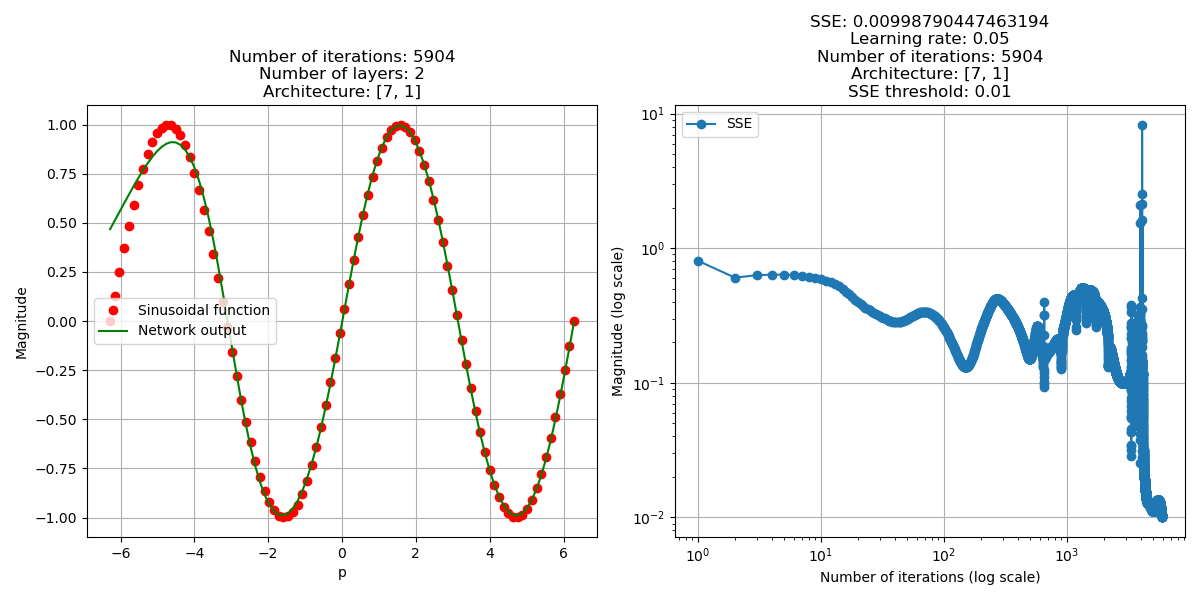 Number of iterations: 5904
Number of layers: 2
Architecture: [7, 1]
1.00
0.75
0.50
0.25
0.00
−0.25
−0.50
−0.75
−1.00
Magnitude
Sinusoidal function
Network output
−6
−4
−2
0
2
4
6
p
SSE: 0.00998790447463194
Learning rate: 0.05
Number of iterations: 5904
Architecture: [7, 1]
SSE threshold: 0.01
SSE
10¹
10⁰
10⁻¹
10⁻²
Magnitude (log scale)
10⁰
10¹
10²
10³
Number of iterations (log scale)